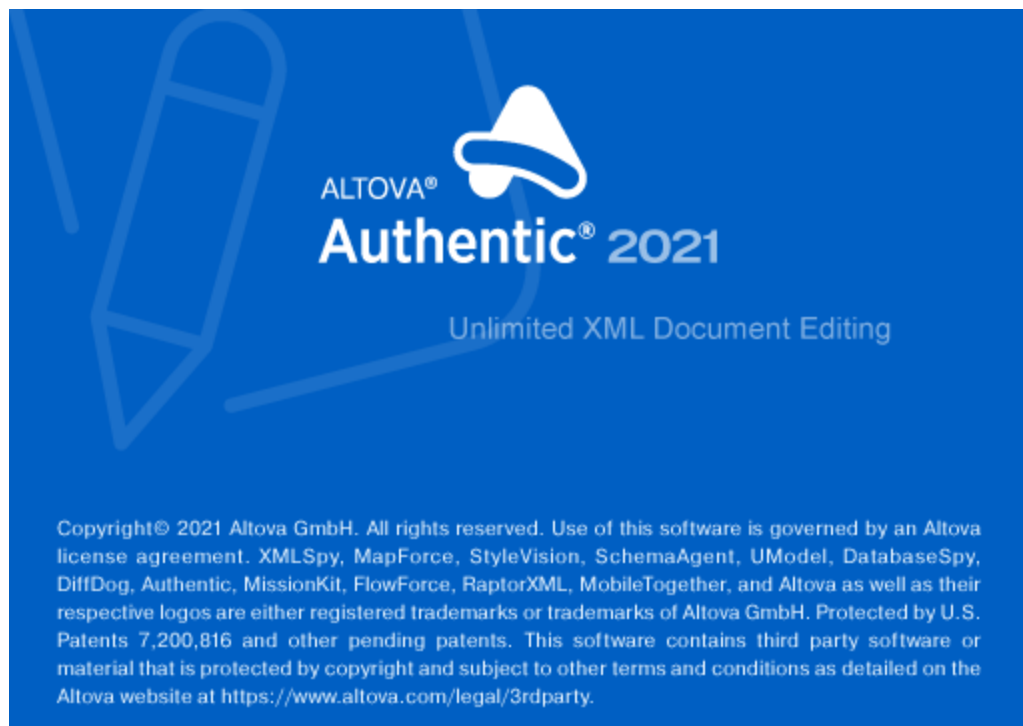 ALTOVA®
Authentic® 2021
Unlimited XML Document Editing
Copyright© 2021 Altova GmbH. All rights reserved. Use of this software is governed by an Altova
license agreement. XMLSpy, MapForce, StyleVision, SchemaAgent, UModel, DatabaseSpy,
DiffDog, Authentic, MissionKit, FlowForce, RaptorXML, MobileTogether, and Altova as well as their
respective logos are either registered trademarks or trademarks of Altova GmbH. Protected by U.S.
Patents 7,200,816 and other pending patents. This software contains third party software or
material that is protected by copyright and subject to other terms and conditions as detailed on the
Altova website at https://www.altova.com/legal/3rdparty.